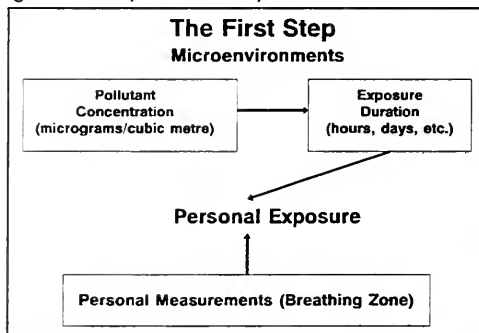 The First Step
Microenvironments
Pollutant
Concentration
(micrograms/cubic metre)
Exposure
Duration
(hours, days, etc.)
Personal Exposure
Personal Measurements (Breathing Zone)